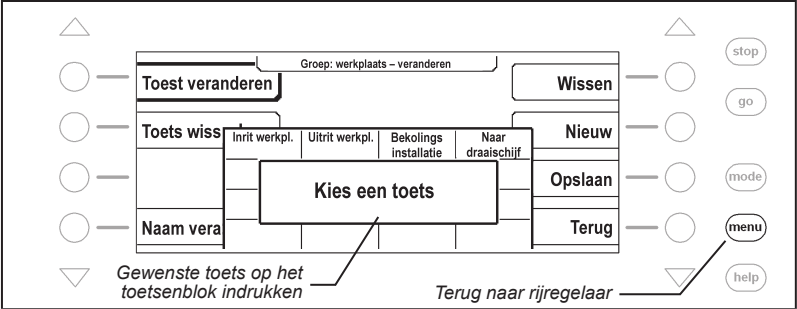 Groep: werkplaats – veranderen
stop
Toest veranderen
Wissen
go
Toets wiss
Nieuw
Inrit werkpl.
Uitrit werkpl.
Bekolings
installatie
Naar
draaischijf
Kies een toets
Opslaan
mode
Naam vera
Terug
menu
Gewenste toets op het
toetsenblok indrukken
Terug naar rijregelaar
help